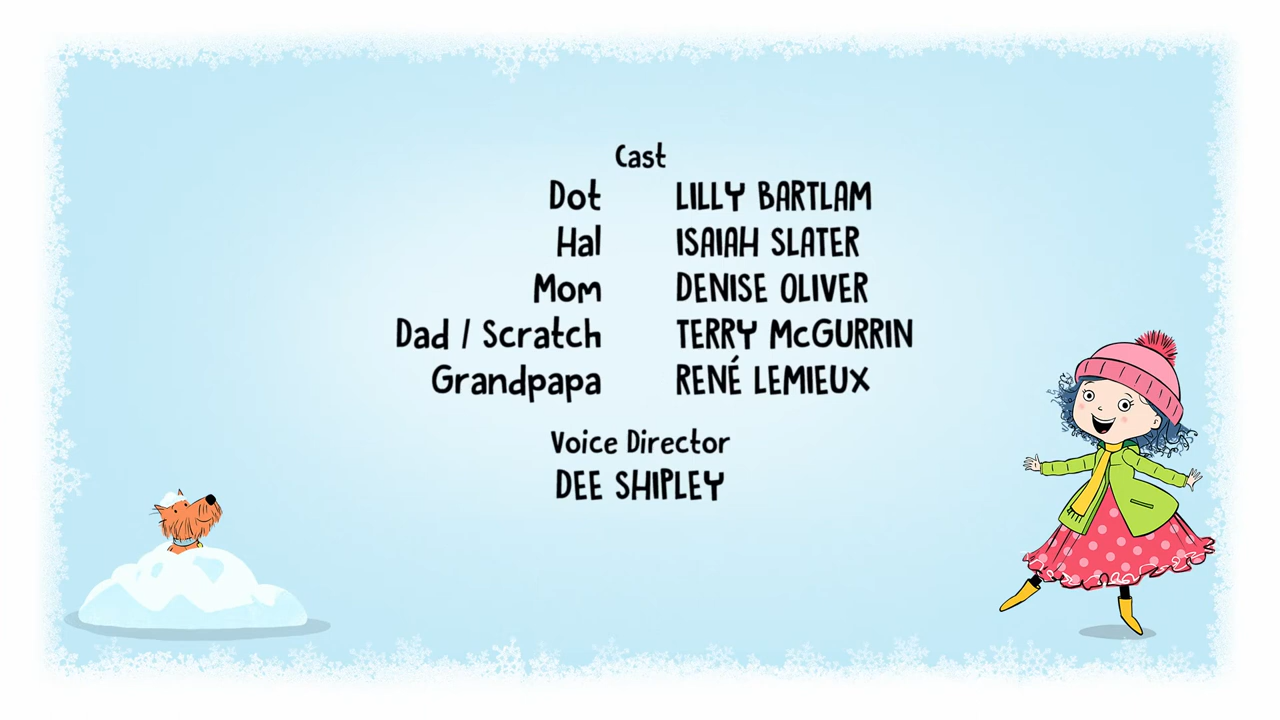 Cast
Dot LILLY BARTLAM
Hal ISAIAH SLATER
Mom DENISE OLIVER
Dad / Scratch TERRY McGURRIN
Grandpapa RENÉ LEMIEUX
Voice Director
DEE SHIPLEY